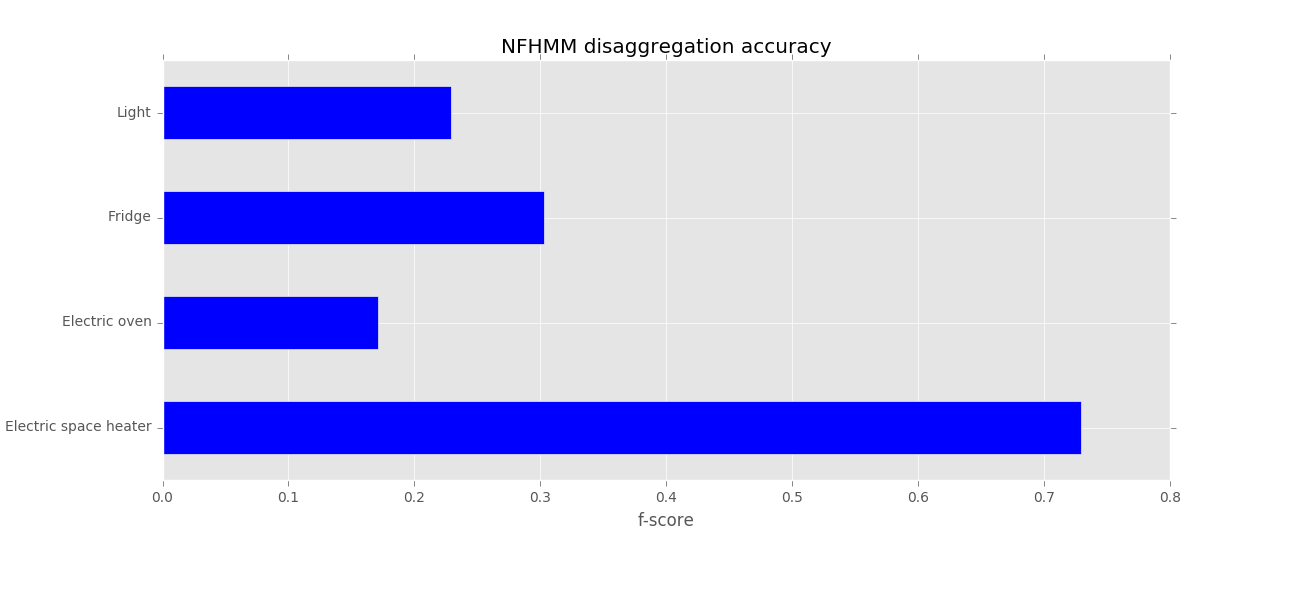 NFHMM disaggregation accuracy
Light
Fridge
Electric oven
Electric space heater
0.0 0.1 0.2 0.3 0.4 0.5 0.6 0.7 0.8
f-score